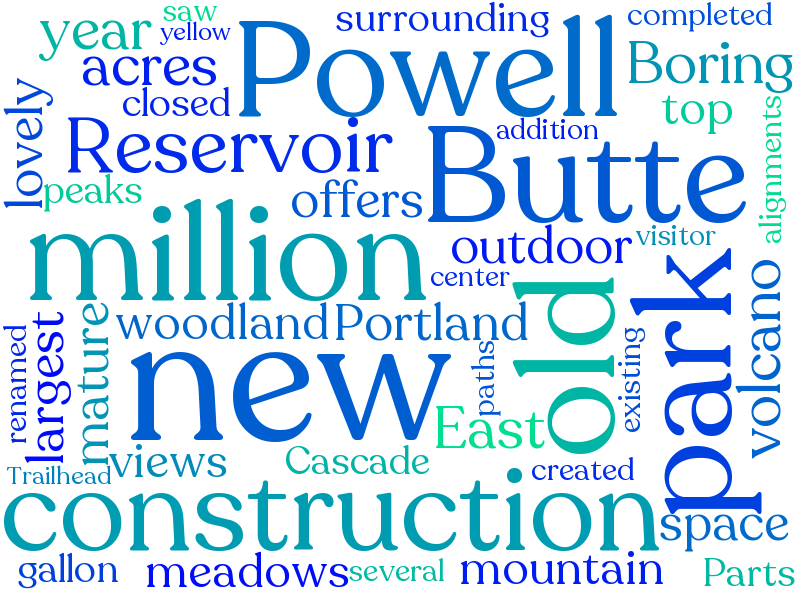 saw
year
yellow
surrounding
completed
Powell
acres
Boring
closed
top
lovely
Reservoir
addition
alignments
peaks
offers
Butte
million
outdoor
visitor
center
old
park
volcano
renamed
largest
mature
woodland
Portland
paths
existing
new
East
views
Cascade
created
Trailhead
construction
space
gallon
meadows
several
mountain
Parts